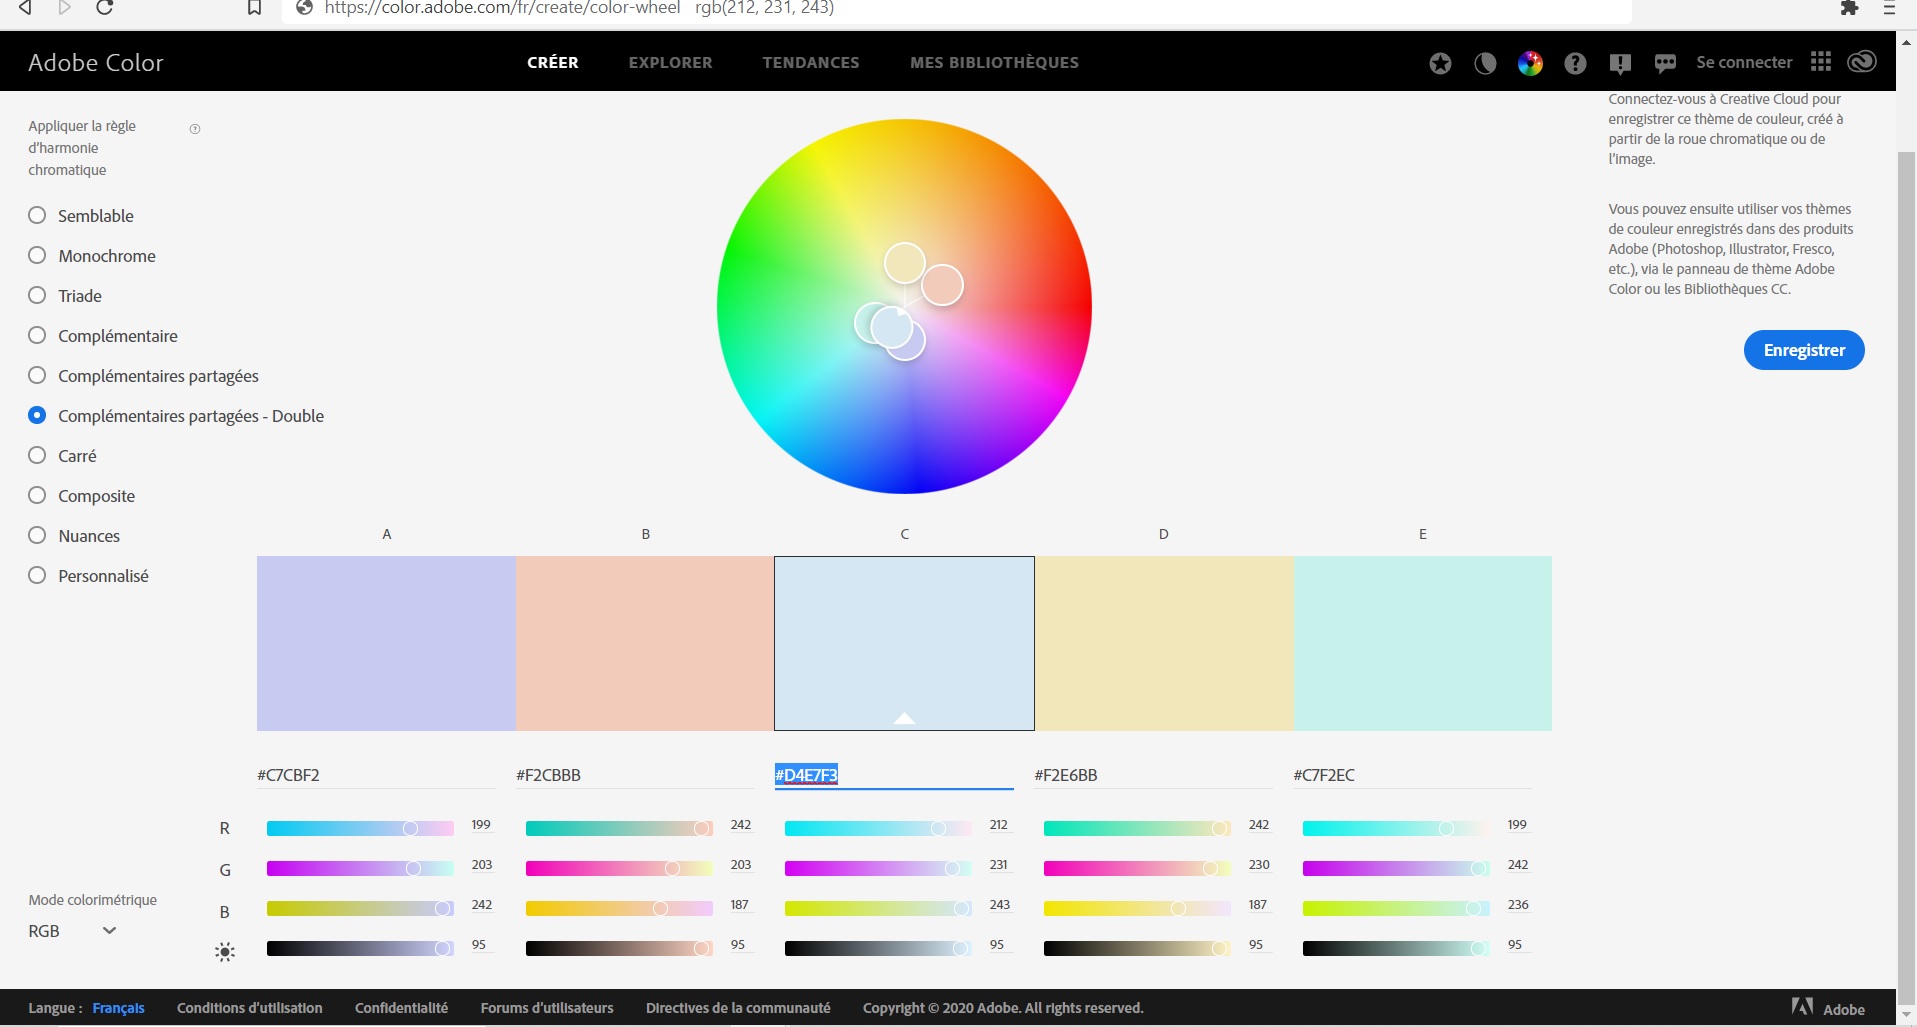 https://color.adobe.com/fr/create/color-wheel rgb(212, 231, 243)
Adobe Color CRÉER EXPLORER TENDANCES MES BIBLIOTHÈQUES Se connecter
Appliquer la règle
d'harmonie
chromatique
Semblable
Monochrome
Triade
Complémentaire
Complémentaires partagées
Complémentaires partagées - Double
Carré
Composite
Nuances
Personnalisé
Connectez-vous à Creative Cloud pour
enregistrer ce thème de couleur, créé à
partir de la roue chromatique ou de
l'image.
Vous pouvez ensuite utiliser vos thèmes
de couleur enregistrés dans des produits
Adobe (Photoshop, Illustrator, Fresco,
etc.), via le panneau de thème Adobe
Color ou les Bibliothèques CC.
Enregistrer
A B C D E
#C7CBF2 #F2CBBB #D4E7F3 #F2E6BB #C7F2EC
R 199 242 212 242 199
G 203 203 231 230 242
B 242 187 243 187 236
95 95 95 95 95
Mode colorimétrique
RGB
Langue : Français Conditions d'utilisation Confidentialité Forums d'utilisateurs Directives de la communauté Copyright © 2020 Adobe. All rights reserved. Adobe